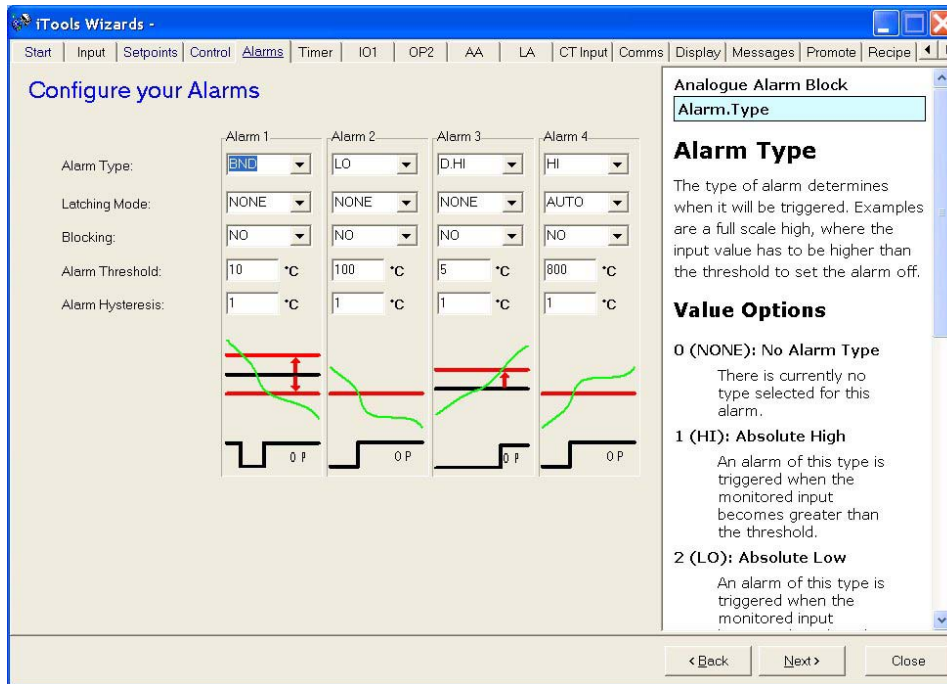 iTools Wizards -
Start Input Setpoints Control Alarms Timer IO1 OP2 AA LA CT Input Comms Display Messages Promote Recipe
Configure your Alarms
Alarm 1 Alarm 2 Alarm 3 Alarm 4
Alarm Type: BND LO D.HI HI
Latching Mode: NONE NONE NONE AUTO
Blocking: NO NO NO NO
Alarm Threshold: 10 °C 100 °C 5 °C 800 °C
Alarm Hysteresis: 1 °C 1 °C 1 °C 1 °C
O P O P O P O P
Analogue Alarm Block
Alarm.Type
Alarm Type
The type of alarm determines
when it will be triggered. Examples
are a full scale high, where the
input value has to be higher than
the threshold to set the alarm off.
Value Options
0 (NONE): No Alarm Type
There is currently no
type selected for this
alarm.
1 (HI): Absolute High
An alarm of this type is
triggered when the
monitored input
becomes greater than
the threshold.
2 (LO): Absolute Low
An alarm of this type is
triggered when the
monitored input
< Back Next > Close